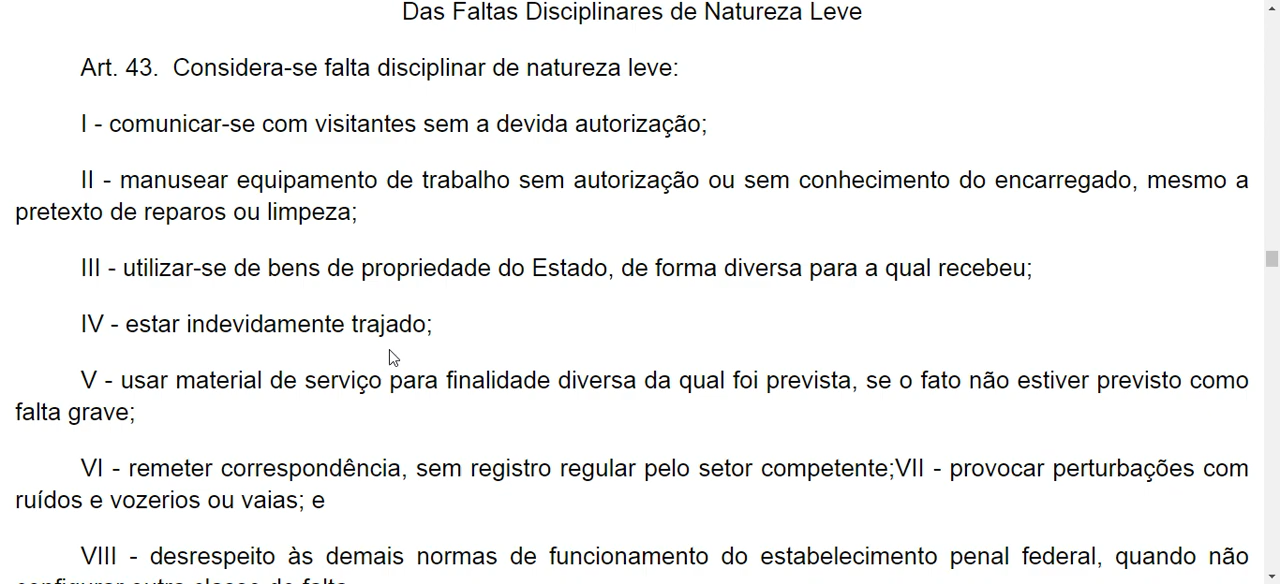 Das Faltas Disciplinares de Natureza Leve
Art. 43.  Considera-se falta disciplinar de natureza leve:
I - comunicar-se com visitantes sem a devida autorização;
II - manusear equipamento de trabalho sem autorização ou sem conhecimento do encarregado, mesmo a
pretexto de reparos ou limpeza;
III - utilizar-se de bens de propriedade do Estado, de forma diversa para a qual recebeu;
IV - estar indevidamente trajado;
V - usar material de serviço para finalidade diversa da qual foi prevista, se o fato não estiver previsto como
falta grave;
VI - remeter correspondência, sem registro regular pelo setor competente;VII - provocar perturbações com
ruídos e vozerios ou vaias; e
VIII - desrespeito às demais normas de funcionamento do estabelecimento penal federal, quando não
configurar outra classe de falta